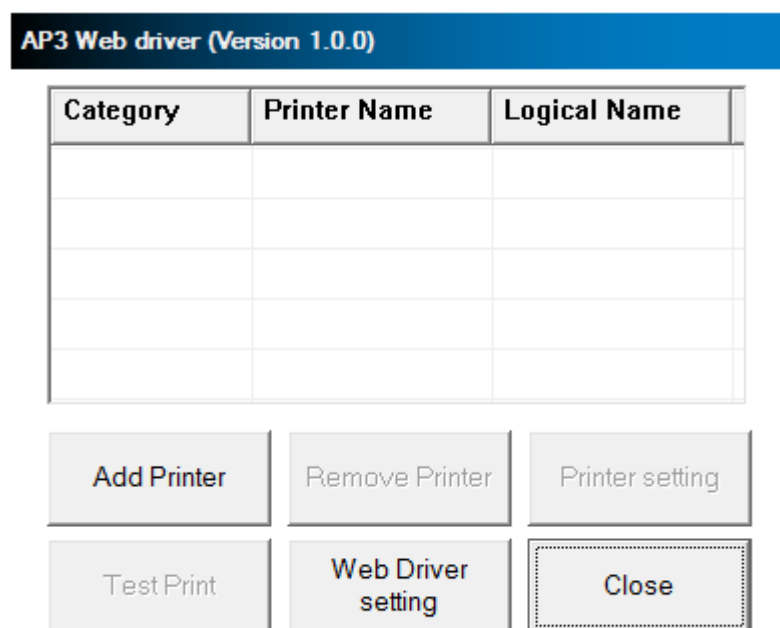 AP3 Web driver (Version 1.0.0)
Category Printer Name Logical Name
Add Printer Remove Printer Printer setting
Test Print Web Driver setting Close